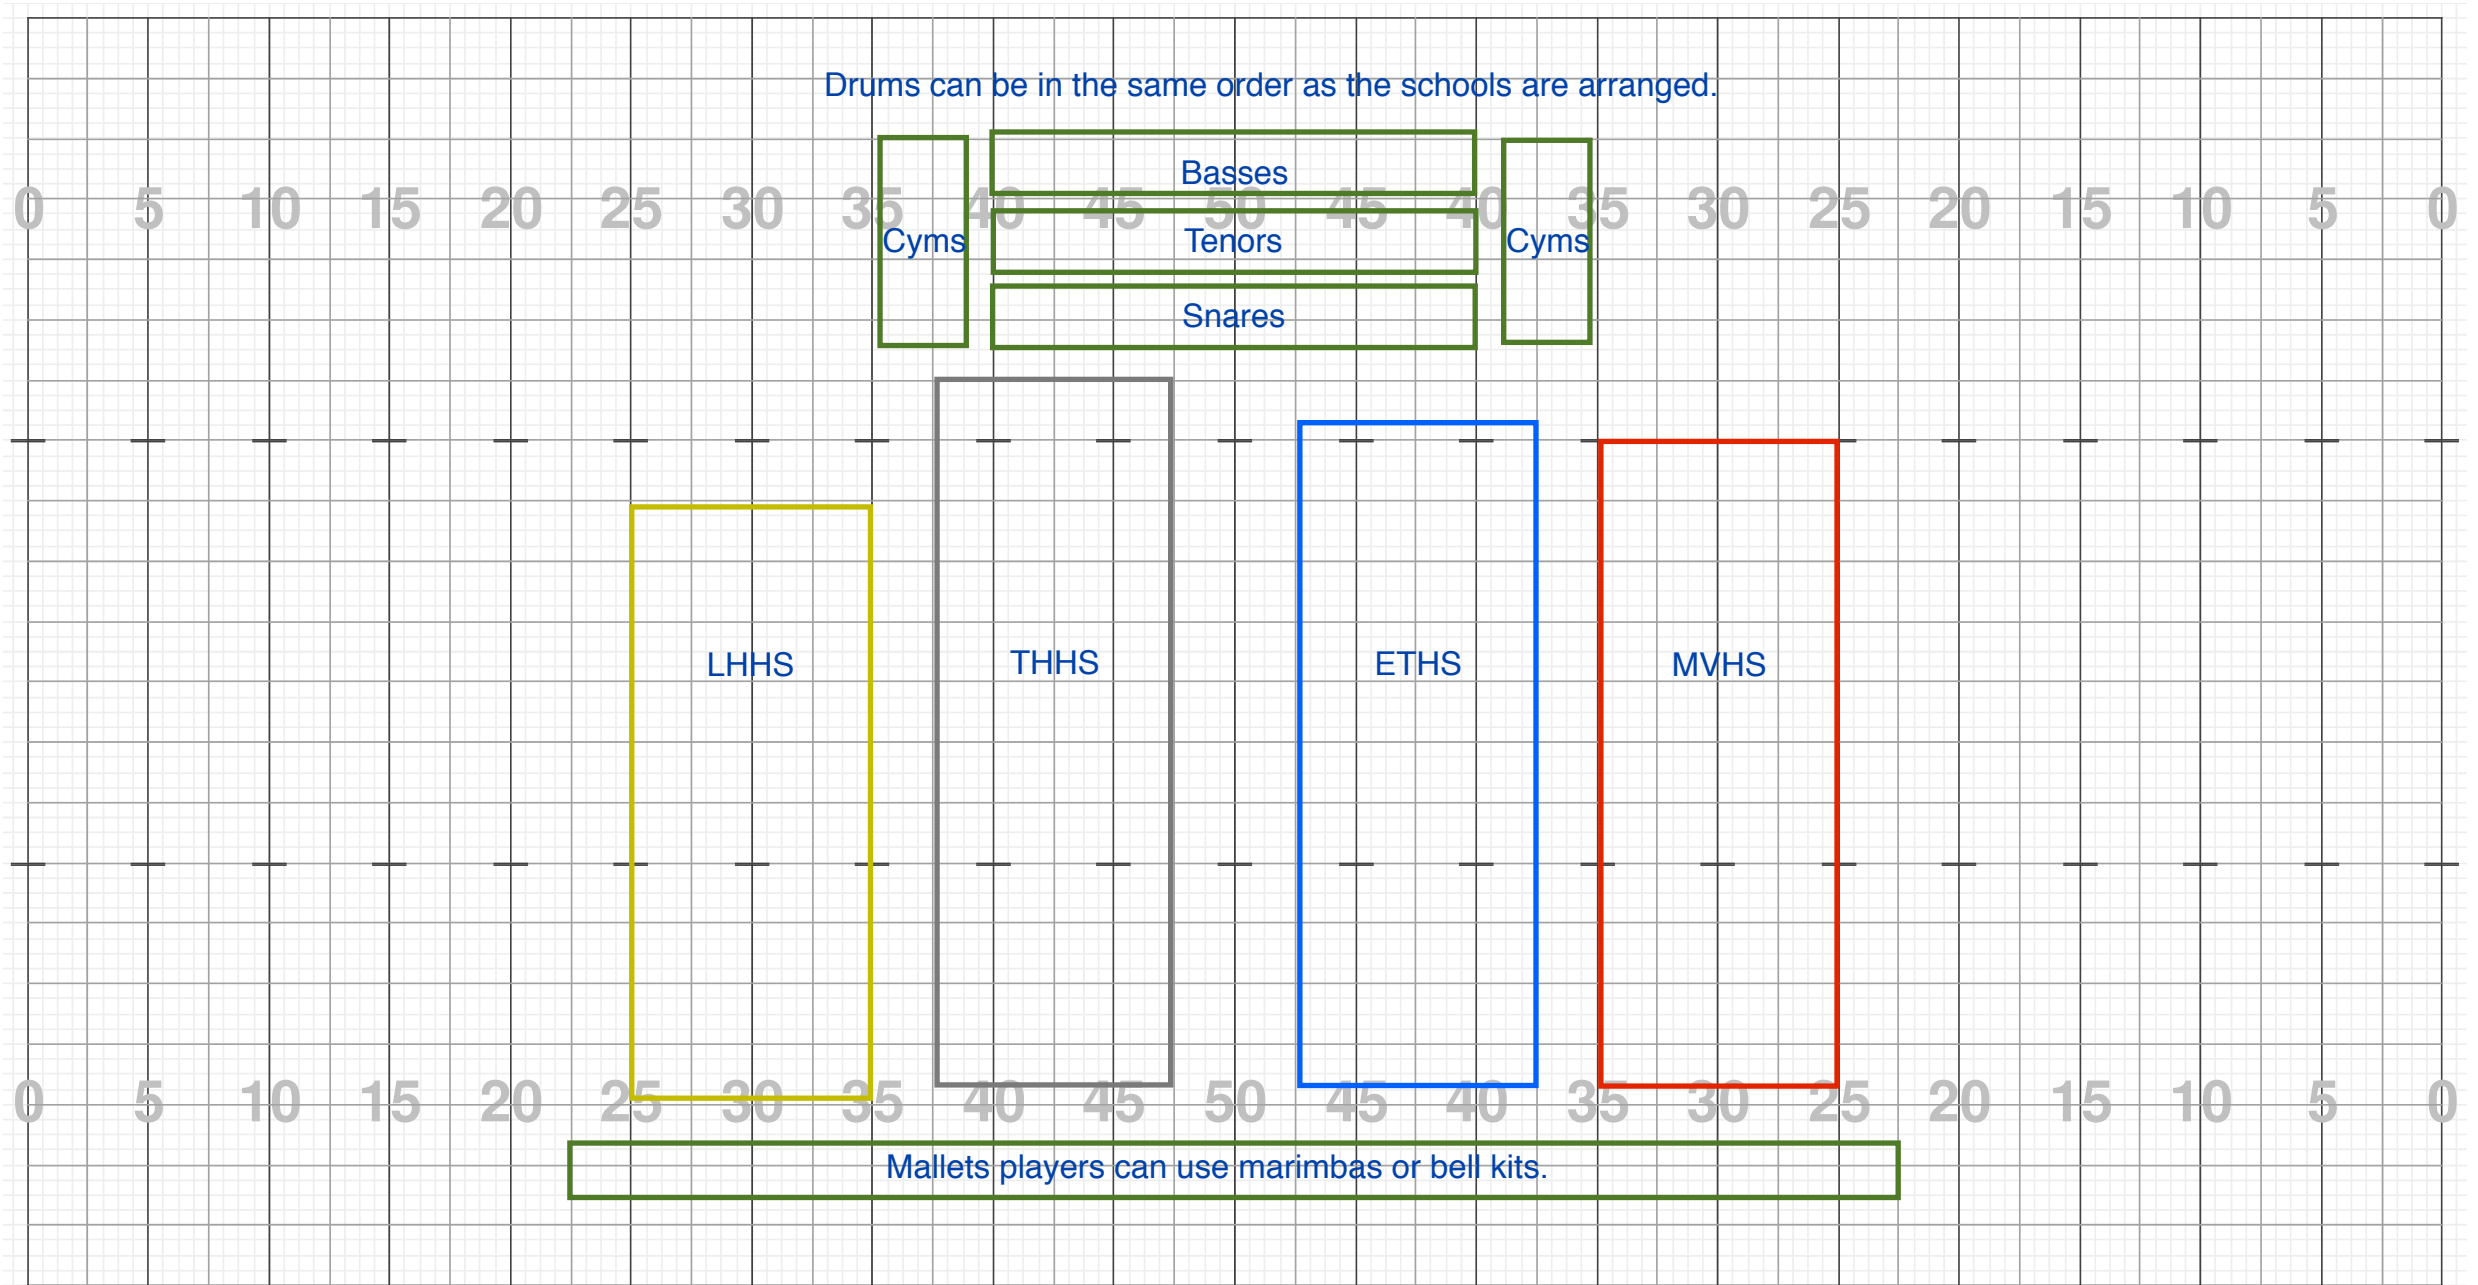 Drums can be in the same order as the schools are arranged.
Basses
0 5 10 15 20 25 30 35 40 45 50 45 40 35 30 25 20 15 10 5 0
Cyms Tenors Cyms
Snares
LHHS THHS ETHS MVHS
0 5 10 15 20 25 30 35 40 45 50 45 40 35 30 25 20 15 10 5 0
Mallets players can use marimbas or bell kits.